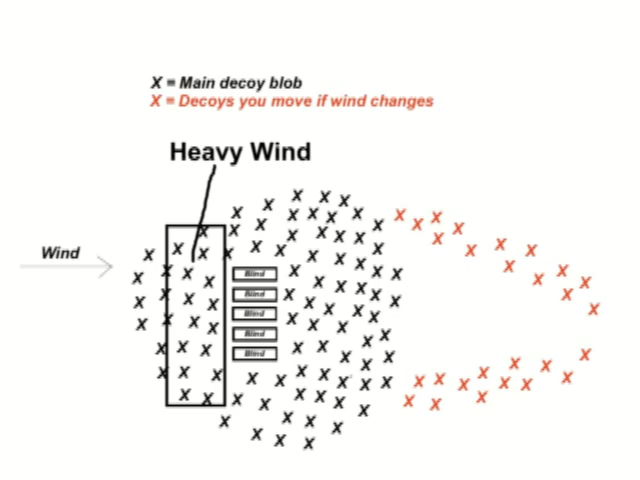 X = Main decoy blob
X = Decoys you move if wind changes
Heavy Wind
Wind
Blind
Blind
Blind
Blind
Blind